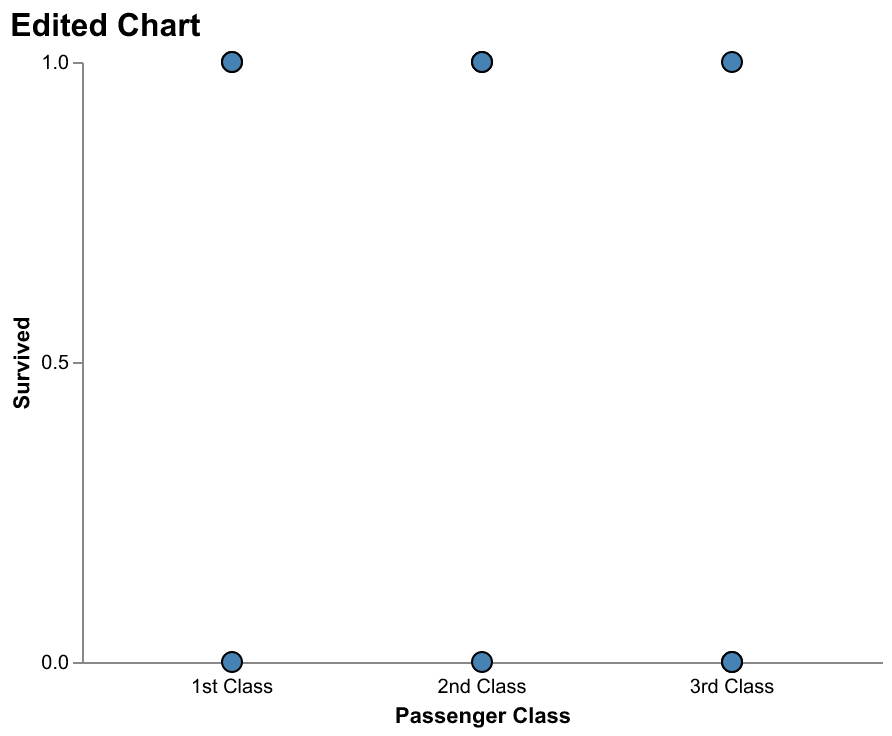 Edited Chart
1.0
0.5
0.0
Survived
1st Class
2nd Class
3rd Class
Passenger Class